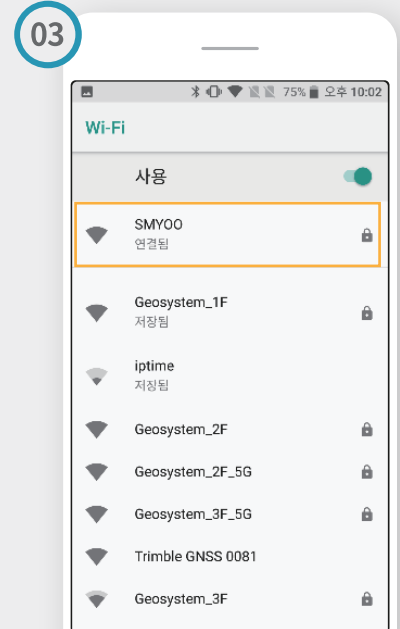 03
75% 오후 10:02
Wi-Fi
사용
SMYOO
연결됨
Geosystem_1F
저장됨
iptime
저장됨
Geosystem_2F
Geosystem_2F_5G
Geosystem_3F_5G
Trimble GNSS 0081
Geosystem_3F